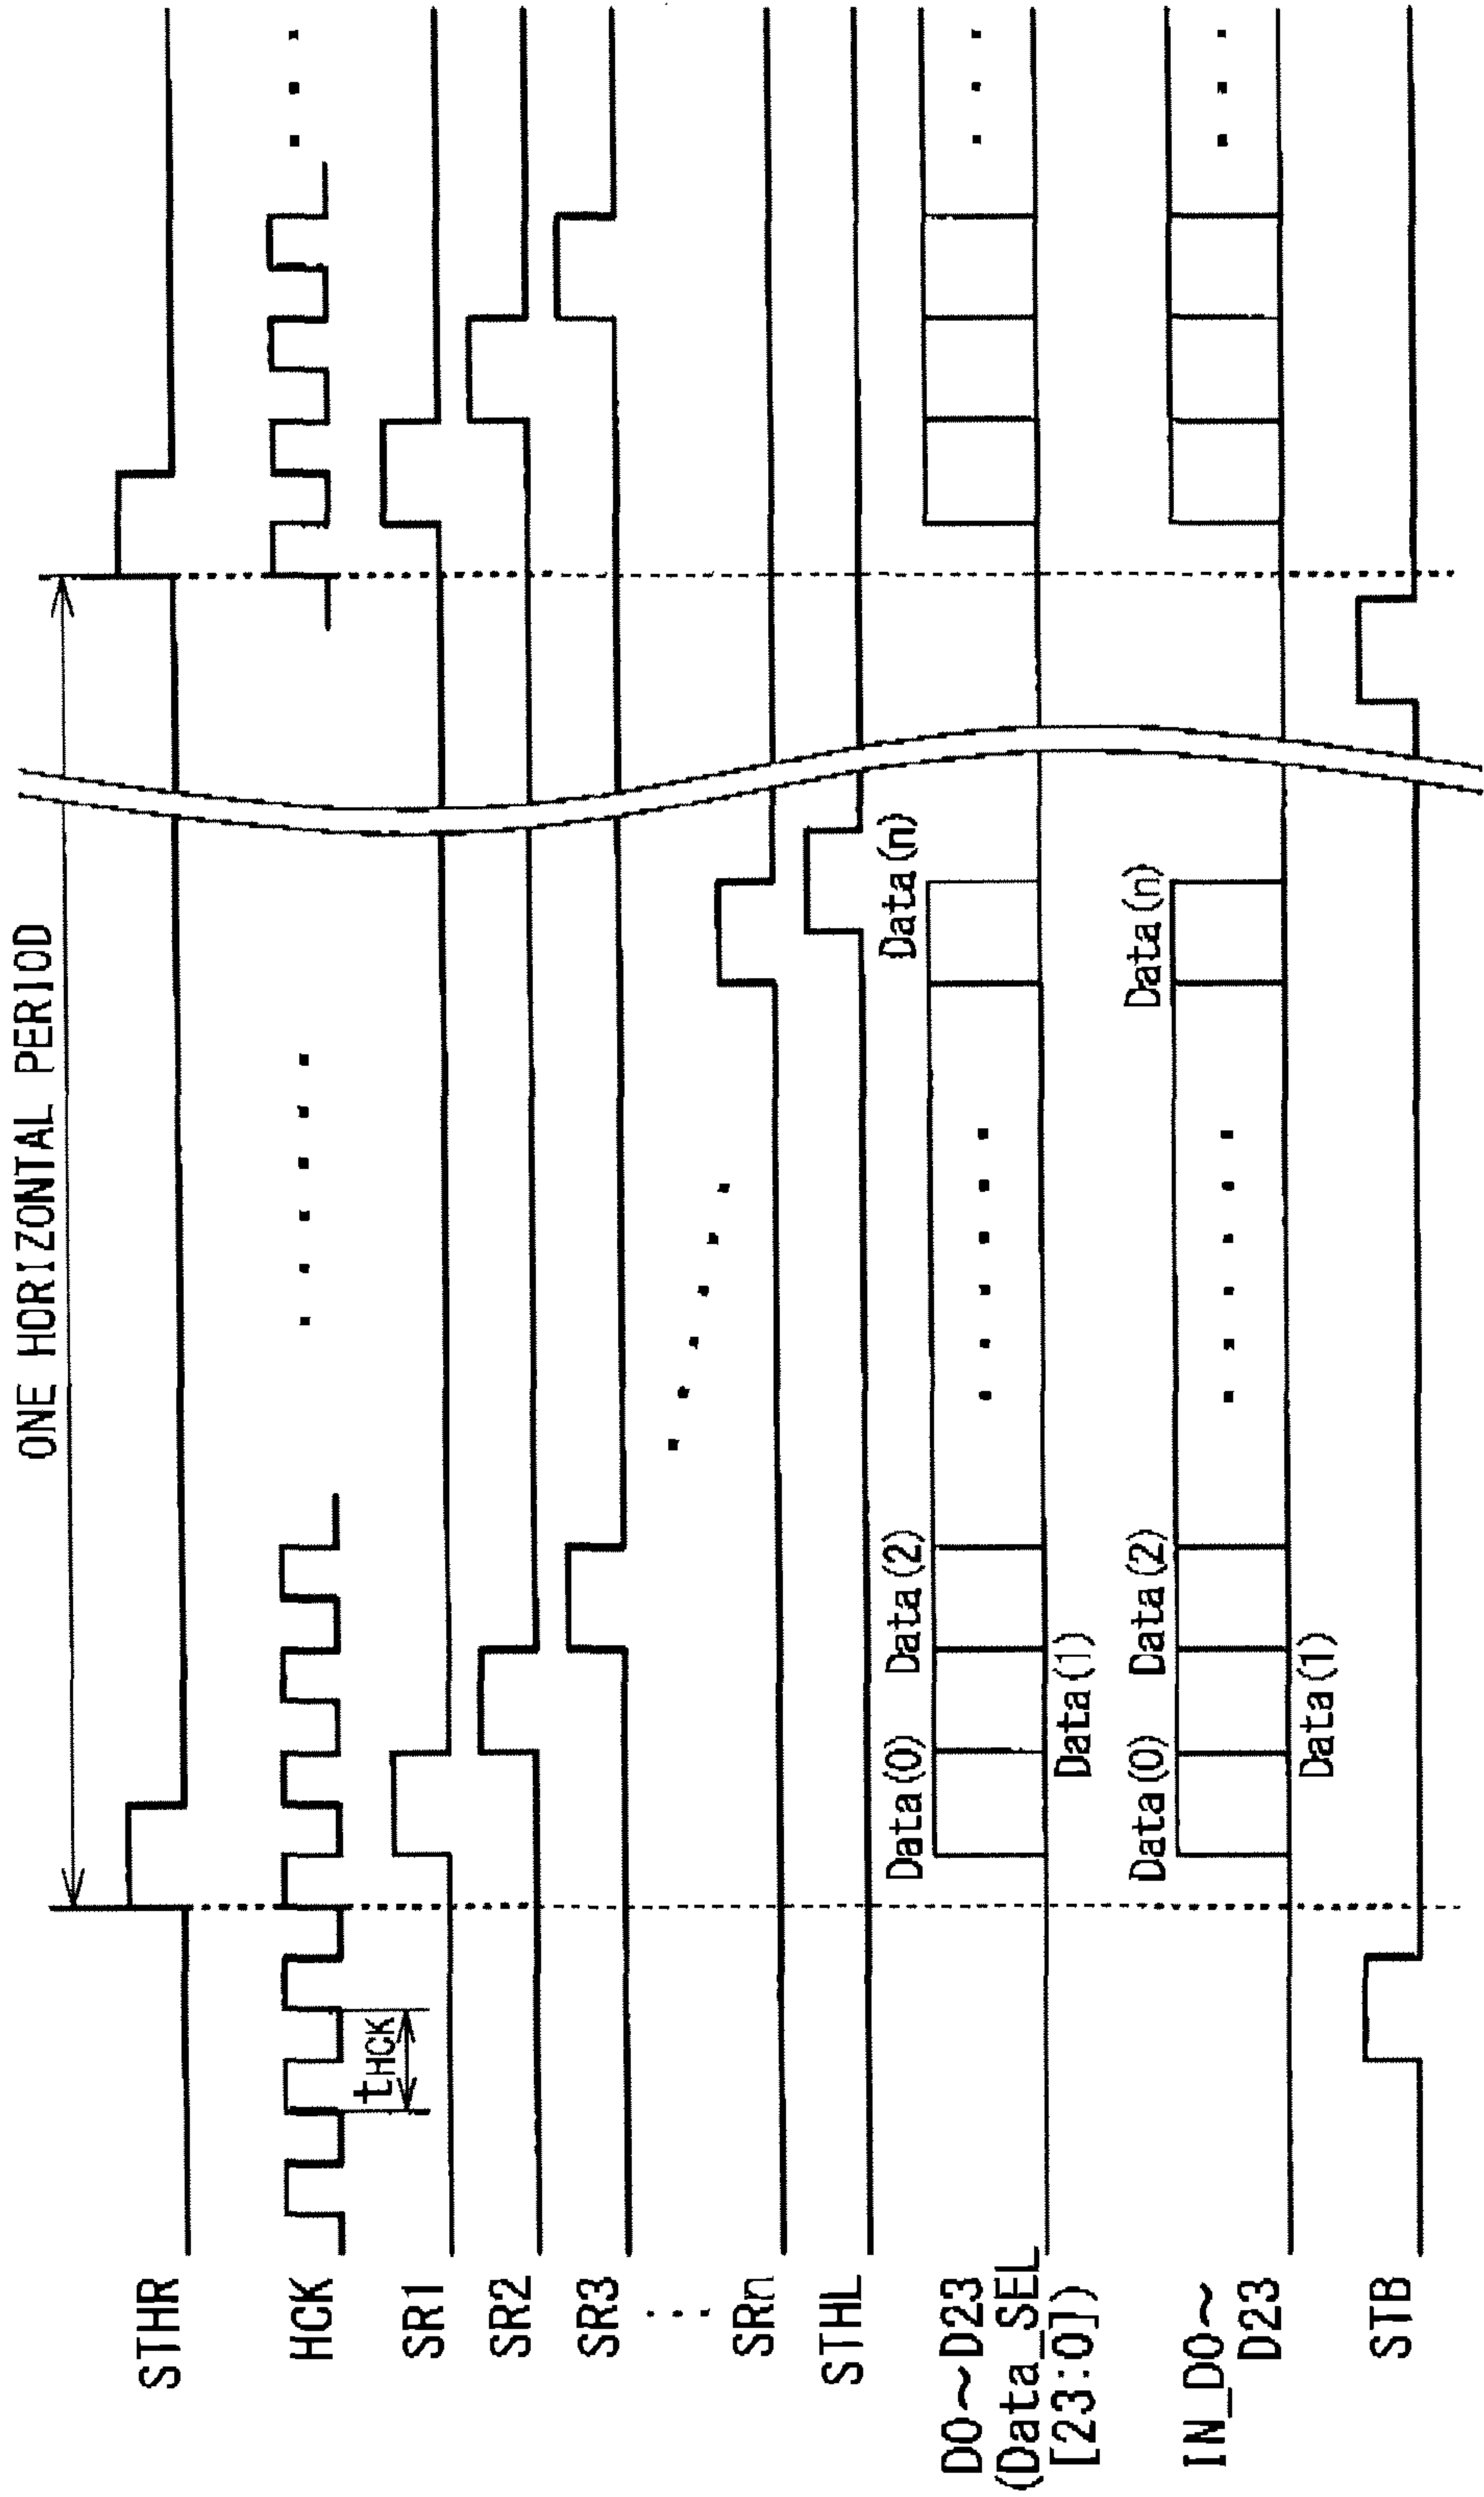 ONE HORIZONTAL PERIOD
STHR
HCK
tHCK
SR1
SR2
SR3
SRn
STHL
D0~D23
(Data_SEL
[23:0])
Data(0) Data(2) Data(n)
Data(1)
IN_D0~
D23
Data(0) Data(2) Data(n)
Data(1)
STB